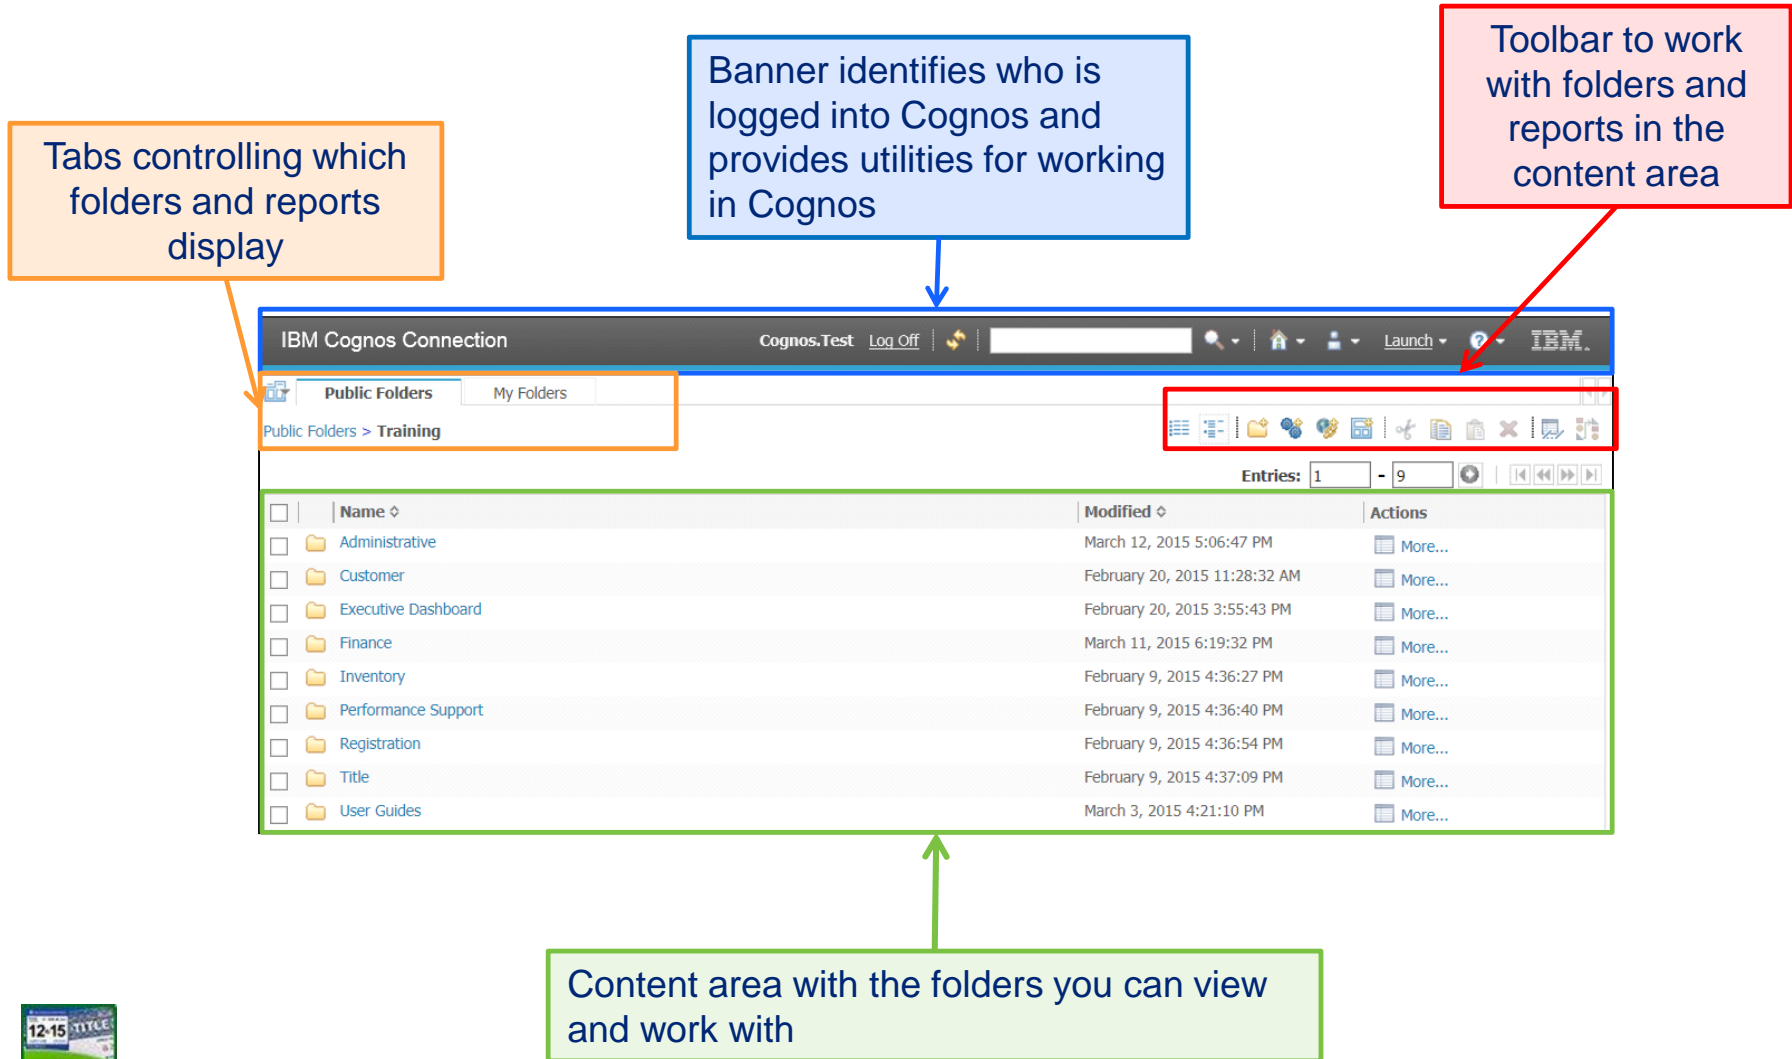 Toolbar to work
with folders and
reports in the
content area
Banner identifies who is
logged into Cognos and
provides utilities for working
in Cognos
Tabs controlling which
folders and reports
display
IBM Cognos Connection Cognos.Test Log Off Launch IBM.
Public Folders My Folders
Public Folders > Training
Entries: 1 - 9
Name Modified Actions
Administrative March 12, 2015 5:06:47 PM More...
Customer February 20, 2015 11:28:32 AM More...
Executive Dashboard February 20, 2015 3:55:43 PM More...
Finance March 11, 2015 6:19:32 PM More...
Inventory February 9, 2015 4:36:27 PM More...
Performance Support February 9, 2015 4:36:40 PM More...
Registration February 9, 2015 4:36:54 PM More...
Title February 9, 2015 4:37:09 PM More...
User Guides March 3, 2015 4:21:10 PM More...
Content area with the folders you can view
and work with
12-15 TITLE